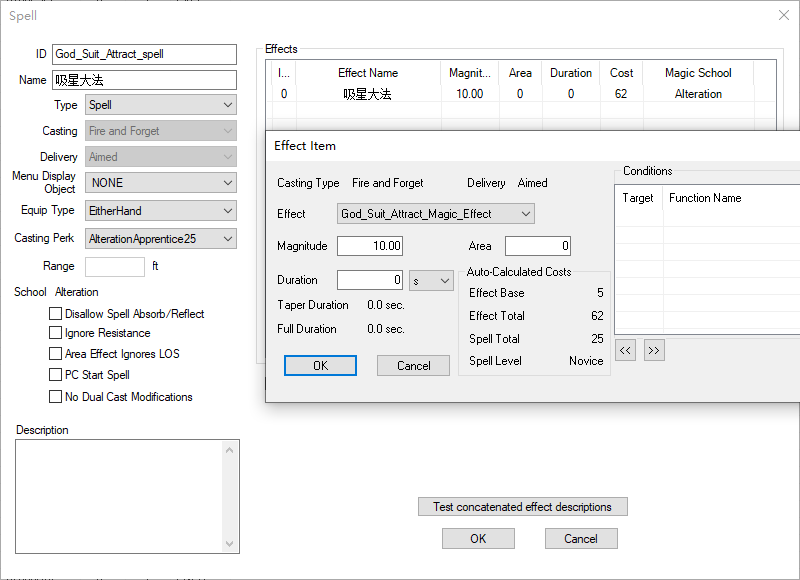 Spell
ID God_Suit_Attract_spell
Name 吸星大法
Type Spell
Casting Fire and Forget
Delivery Aimed
Menu Display Object NONE
Equip Type EitherHand
Casting Perk AlterationApprentice25
Range ft
School Alteration
Disallow Spell Absorb/Reflect
Ignore Resistance
Area Effect Ignores LOS
PC Start Spell
No Dual Cast Modifications
Description
Effects
I... Effect Name Magnit... Area Duration Cost Magic School
0 吸星大法 10.00 0 0 62 Alteration
Effect Item
Casting Type Fire and Forget Delivery Aimed
Effect God_Suit_Attract_Magic_Effect
Magnitude 10.00 Area 0
Duration 0 s
Taper Duration 0.0 sec.
Full Duration 0.0 sec.
Auto-Calculated Costs
Effect Base 5
Effect Total 62
Spell Total 25
Spell Level Novice
OK Cancel
Conditions
Target Function Name
<< >>
Test concatenated effect descriptions
OK Cancel